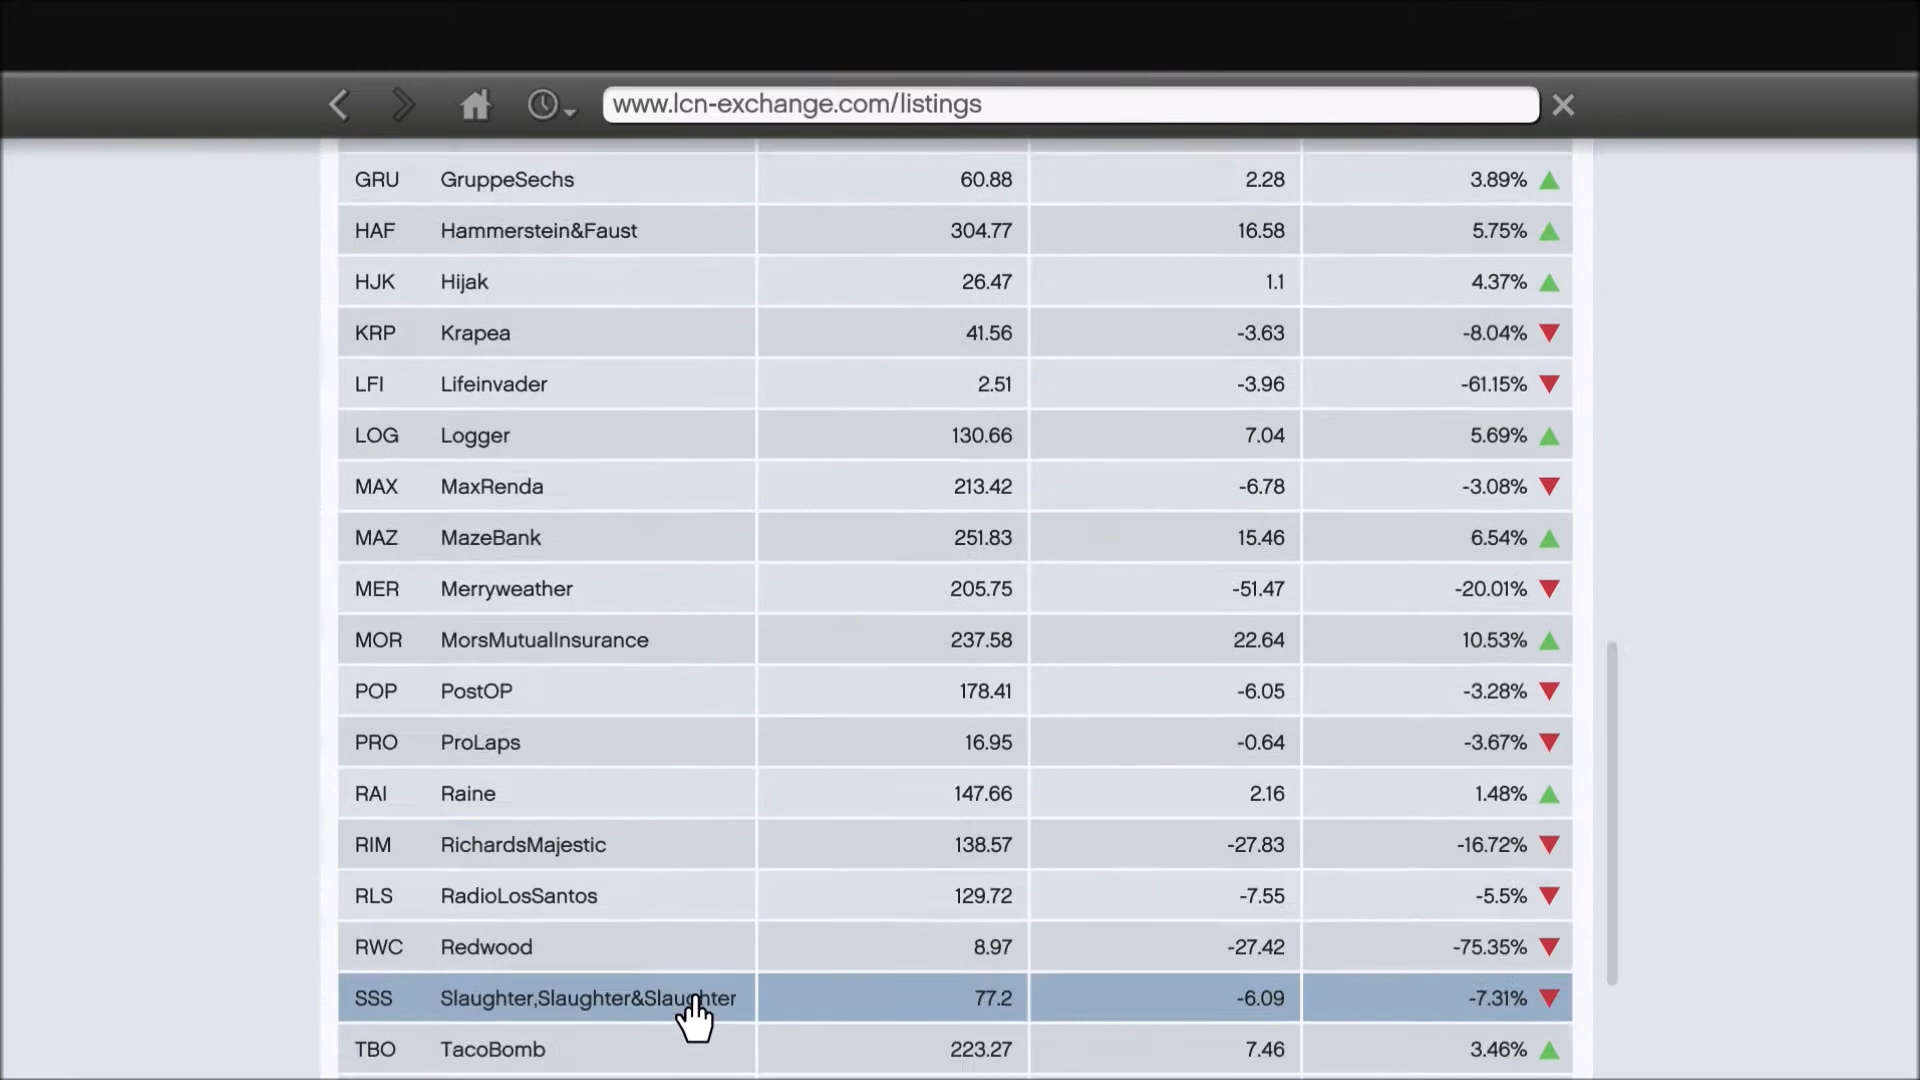 www.lcn-exchange.com/listings
GRU GruppeSechs 60.88 2.28 3.89%
HAF Hammerstein&Faust 304.77 16.58 5.75%
HJK Hijak 26.47 1.1 4.37%
KRP Krapea 41.56 -3.63 -8.04%
LFI Lifeinvader 2.51 -3.96 -61.15%
LOG Logger 130.66 7.04 5.69%
MAX MaxRenda 213.42 -6.78 -3.08%
MAZ MazeBank 251.83 15.46 6.54%
MER Merryweather 205.75 -51.47 -20.01%
MOR MorsMutualInsurance 237.58 22.64 10.53%
POP PostOP 178.41 -6.05 -3.28%
PRO ProLaps 16.95 -0.64 -3.67%
RAI Raine 147.66 2.16 1.48%
RIM RichardsMajestic 138.57 -27.83 -16.72%
RLS RadioLosSantos 129.72 -7.55 -5.5%
RWC Redwood 8.97 -27.42 -75.35%
SSS Slaughter,Slaughter&Slaughter 77.2 -6.09 -7.31%
TBO TacoBomb 223.27 7.46 3.46%